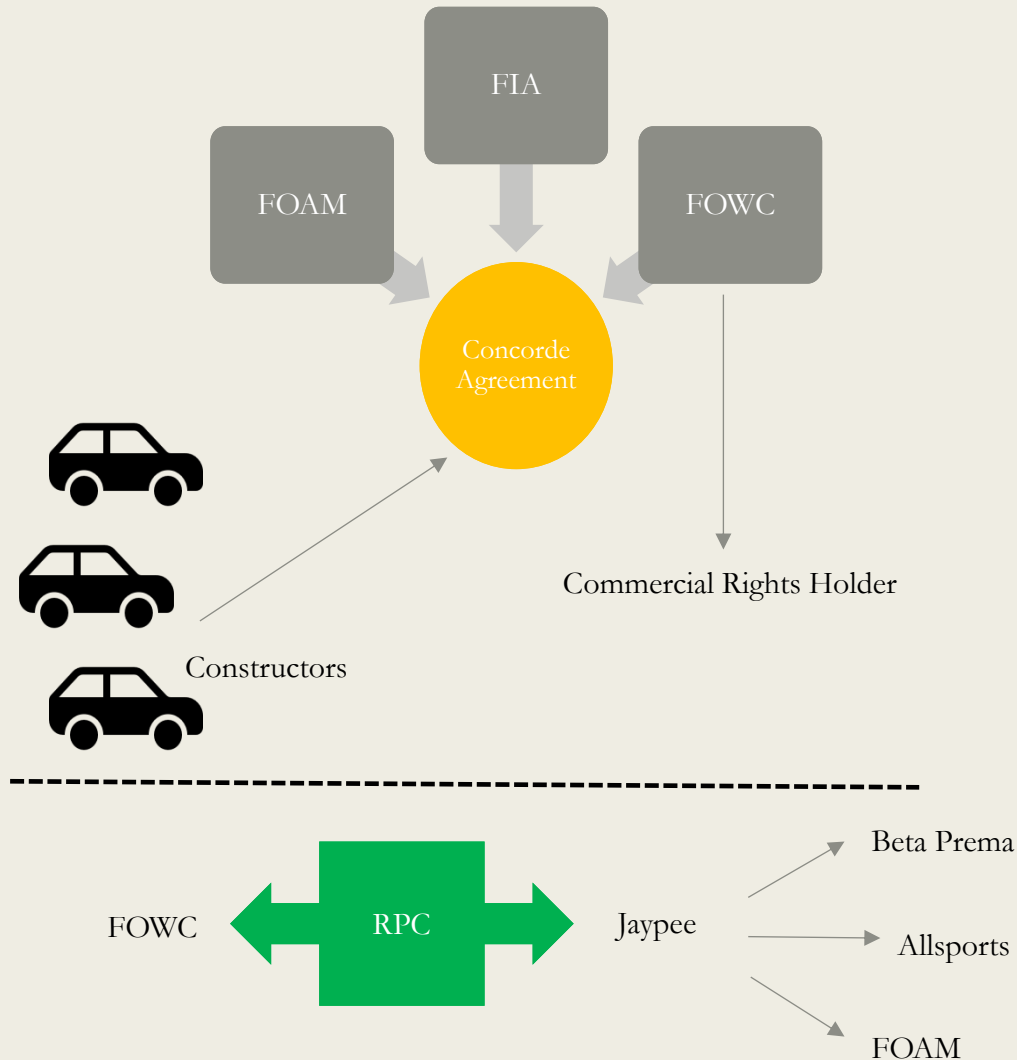 FIA
FOAM
FOWC
Concorde
Agreement
Commercial Rights Holder
Constructors
Beta Prema
FOWC
RPC
Jaypee
Allsports
FOAM